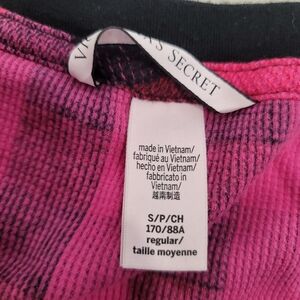 VI
A'S SECRET
made in Vietnam/
fabriqué au Vietnam/
hecho en Vietnam/
fabbricato in
Vietnam/
越南制造
S/P/CH
170/88A
regular/
taille moyenne